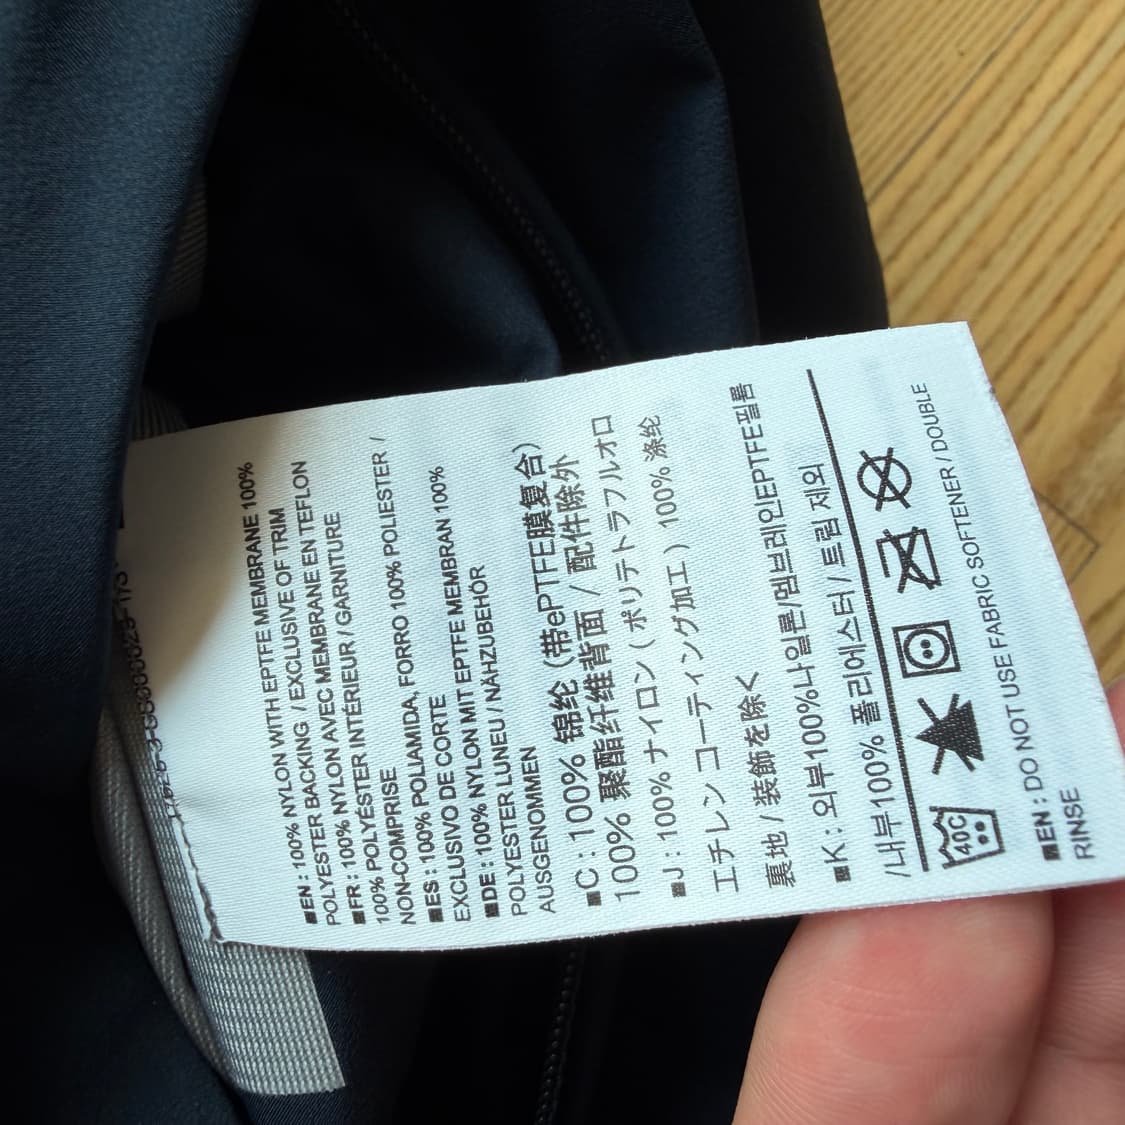 ■EN : 100% NYLON WITH EPTFE MEMBRANE 100%
POLYESTER BACKING / EXCLUSIVE OF TRIM
■FR : 100% NYLON AVEC MEMBRANE EN TEFLON
100% POLYÉSTER INTÉRIEUR / GARNITURE
NON-COMPRISE
■ES : 100% POLIAMIDA, FORRO 100% POLIESTER /
EXCLUSIVO DE CORTE
■DE : 100% NYLON MIT EPTFE MEMBRAN 100%
POLYESTER LUNEU / NÄHZUBEHÖR
AUSGENOMMEN
■C : 100% 锦纶 (带ePTFE膜复合)
100% 聚酯纤维背面 / 配件除外
■J : 100% ナイロン ( ポリテトラフルオロ
エチレン コーティング加工 ) 100% 涤纶
裏地 / 装飾を除く
■K : 외부100%나일론/멤브레인EPTFE필름
/내부100% 폴리에스터 / 트림 제외
40C
■EN : DO NOT USE FABRIC SOFTENER / DOUBLE
RINSE